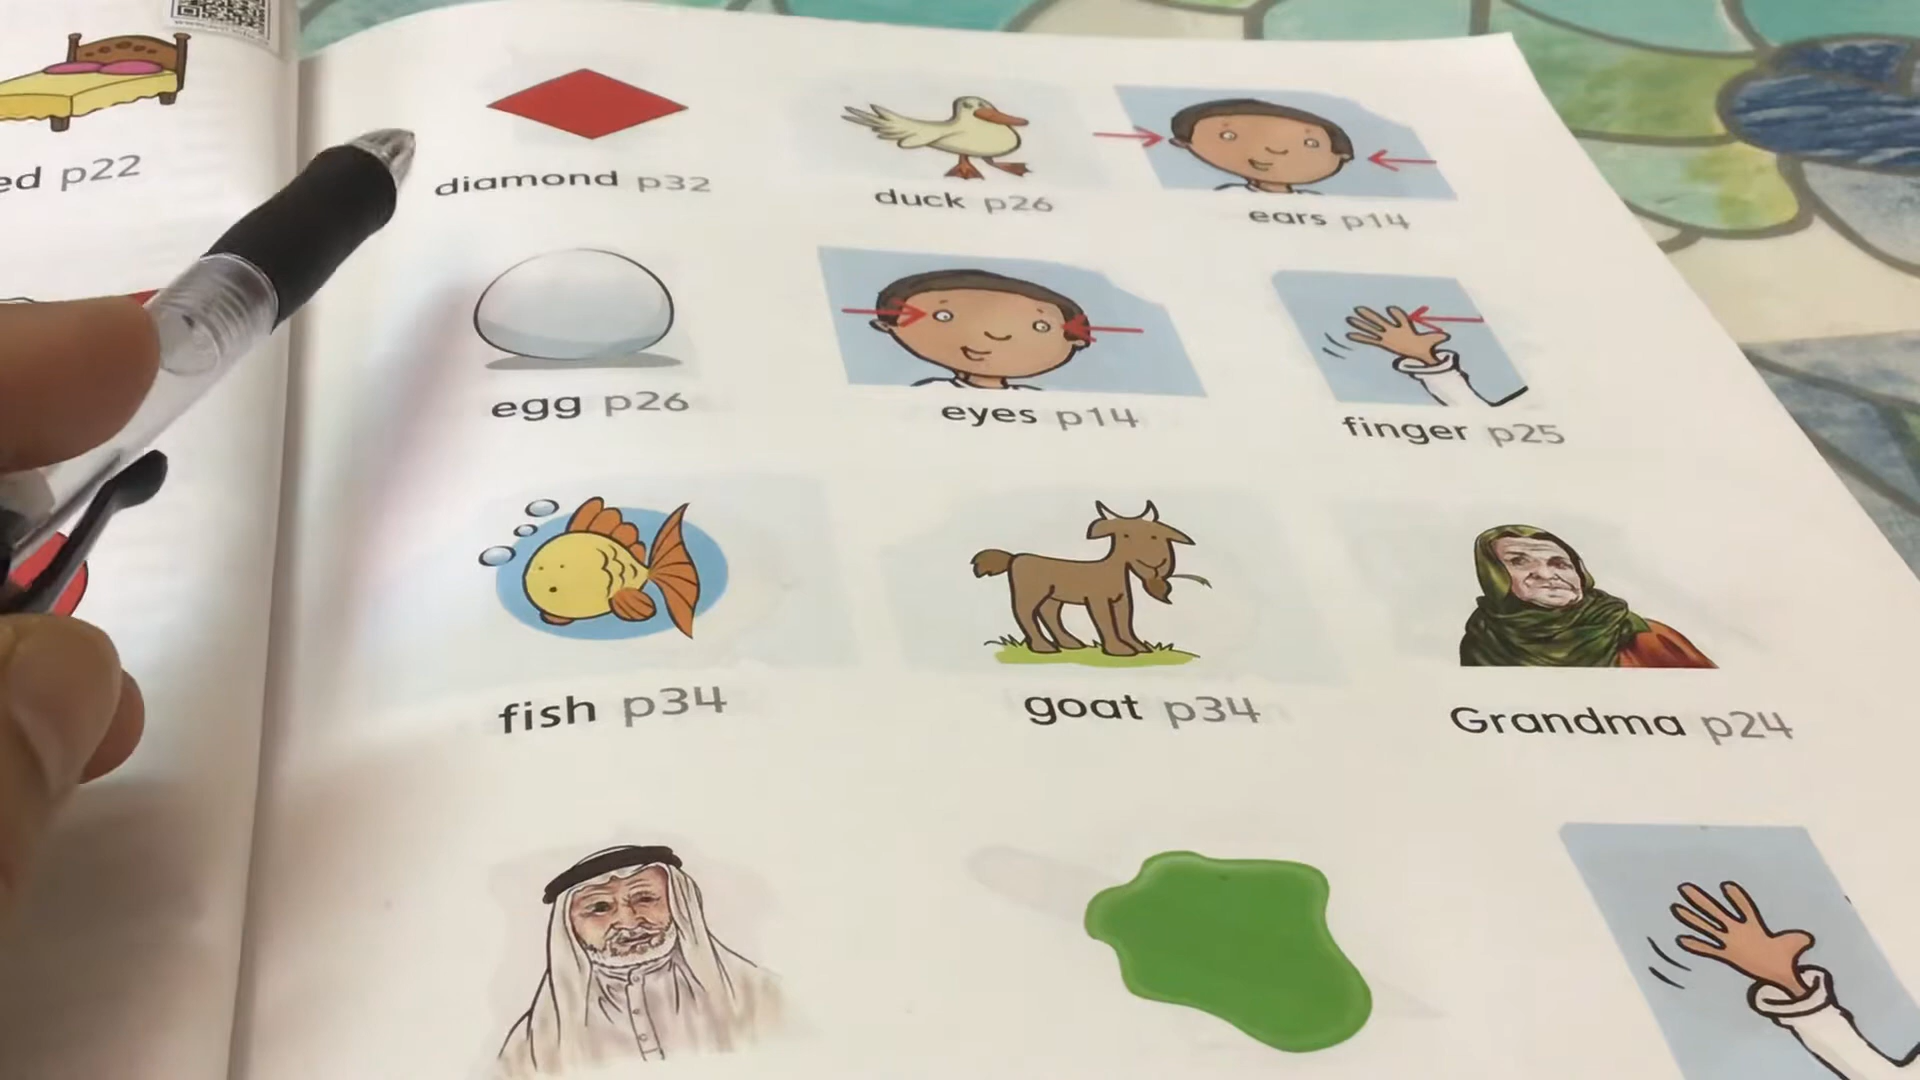 ed p22
diamond p32
duck p26
ears p14
egg p26
eyes p14
finger p25
fish p34
goat p34
Grandma p24